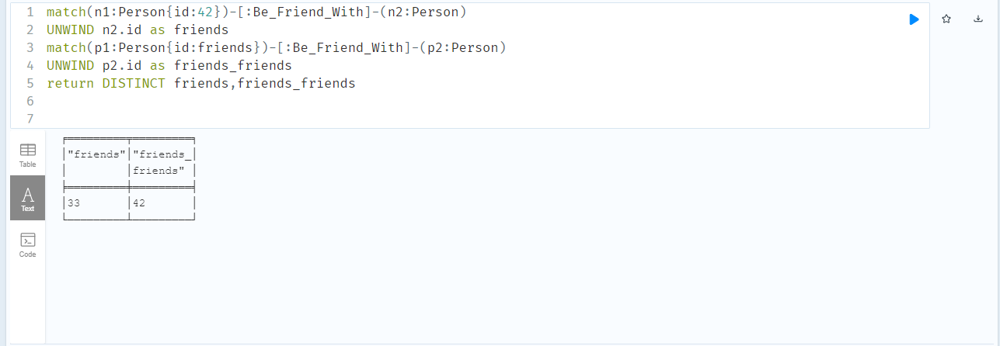 1 match(n1:Person{id:42})-[:Be_Friend_With]-(n2:Person)
2 UNWIND n2.id as friends
3 match(p1:Person{id:friends})-[:Be_Friend_With]-(p2:Person)
4 UNWIND p2.id as friends_friends
5 return DISTINCT friends,friends_friends
6
7
Table
Text
Code
"friends" "friends_
friends"
33 42